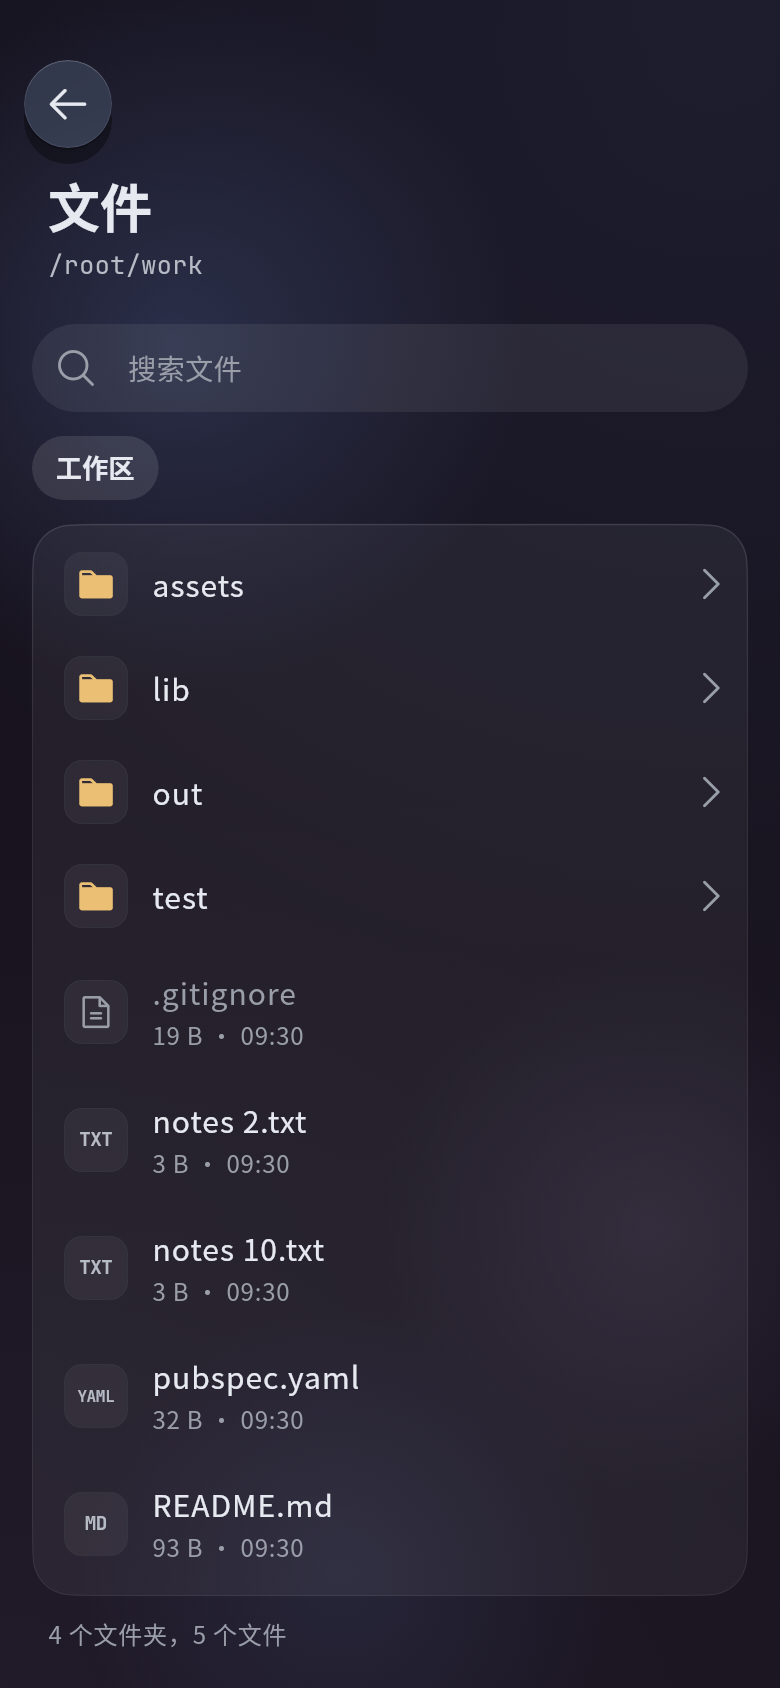 文件
/root/work
搜索文件
工作区
assets
lib
out
test
.gitignore
19 B • 09:30
TXT
notes 2.txt
3 B • 09:30
TXT
notes 10.txt
3 B • 09:30
YAML
pubspec.yaml
32 B • 09:30
MD
README.md
93 B • 09:30
4 个文件夹，5 个文件